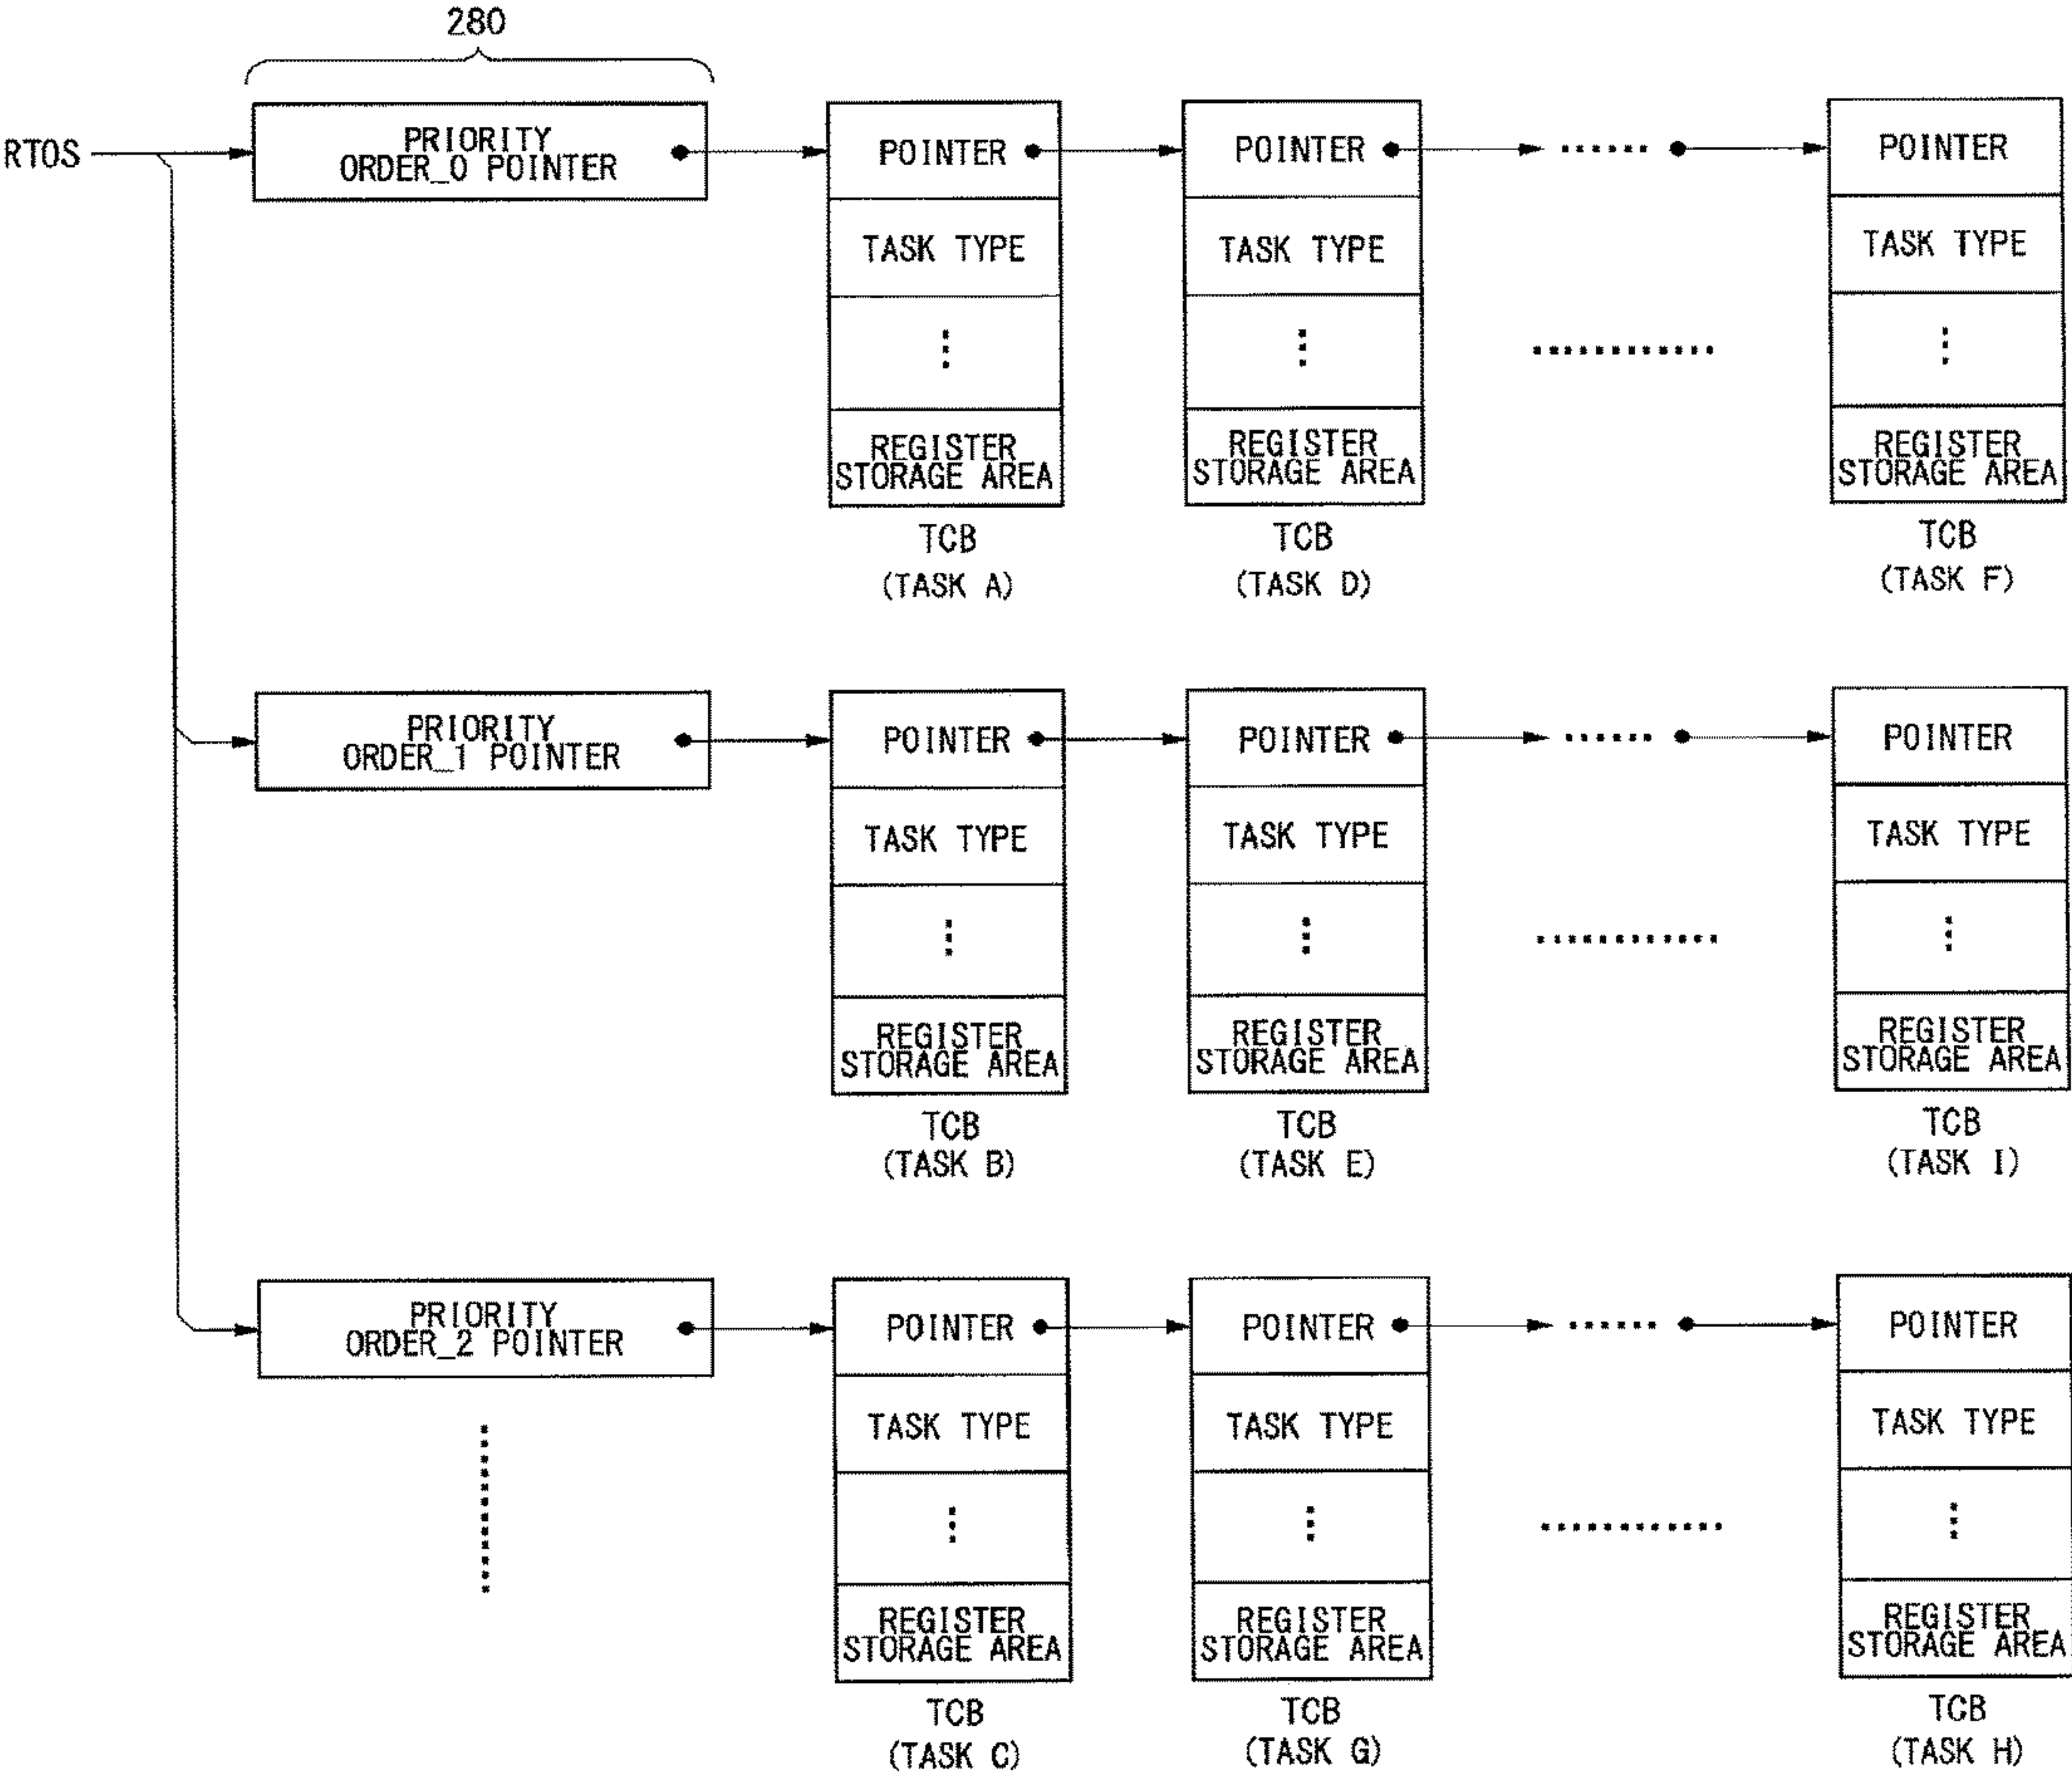 280
RTOS
PRIORITY
ORDER_0 POINTER
POINTER
TASK TYPE
REGISTER
STORAGE AREA
TCB
(TASK A)
POINTER
TASK TYPE
REGISTER
STORAGE AREA
TCB
(TASK D)
POINTER
TASK TYPE
REGISTER
STORAGE AREA
TCB
(TASK F)
PRIORITY
ORDER_1 POINTER
POINTER
TASK TYPE
REGISTER
STORAGE AREA
TCB
(TASK B)
POINTER
TASK TYPE
REGISTER
STORAGE AREA
TCB
(TASK E)
POINTER
TASK TYPE
REGISTER
STORAGE AREA
TCB
(TASK I)
PRIORITY
ORDER_2 POINTER
POINTER
TASK TYPE
REGISTER
STORAGE AREA
TCB
(TASK C)
POINTER
TASK TYPE
REGISTER
STORAGE AREA
TCB
(TASK G)
POINTER
TASK TYPE
REGISTER
STORAGE AREA
TCB
(TASK H)